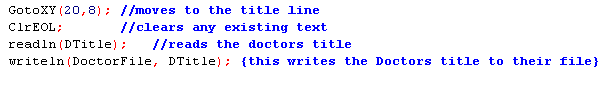 GotoXY(20,8); //moves to the title line
ClrEOL;       //clears any existing text
readln(DTitle);   //reads the doctors title
writeln(DoctorFile, DTitle); {this writes the Doctors title to their file}